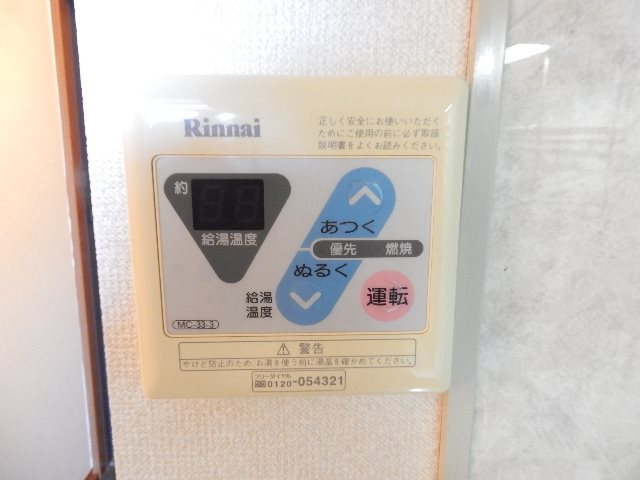 Rinnai
正しく安全にお使いいただく
ためにご使用の前に必ず取扱
説明書をよくお読みください。
約
給湯温度
あつく
優先 燃焼
ぬるく
給湯
温度
運転
MC-33-3
⚠ 警告
やけど防止のため、お湯を使う前に湯温を確かめてください。
フリーダイヤル
0120-054321